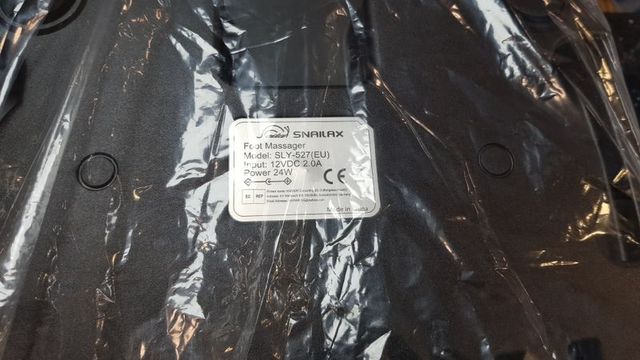 SNAILAX
Foot Massager
Model: SLY-527(EU)
Input: 12VDC 2.0A
Power 24W
CE
EC REP
Made in China